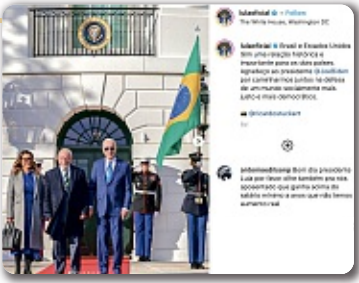 lulaoficial • Follow
The White House, Washington DC
lulaoficial Brasil e Estados Unidos
têm uma relação histórica e
importante para os dois países.
Agradeço ao presidente @JoeBiden
por caminharmos juntos na defesa
de um mundo socialmente mais
justo e mais democrático.
@ricardostuckert
Bom dia presidente
Lula por favor olhe também pra nós
aposentado que ganha acima do
salário mínimo a anos que não temos
aumento real